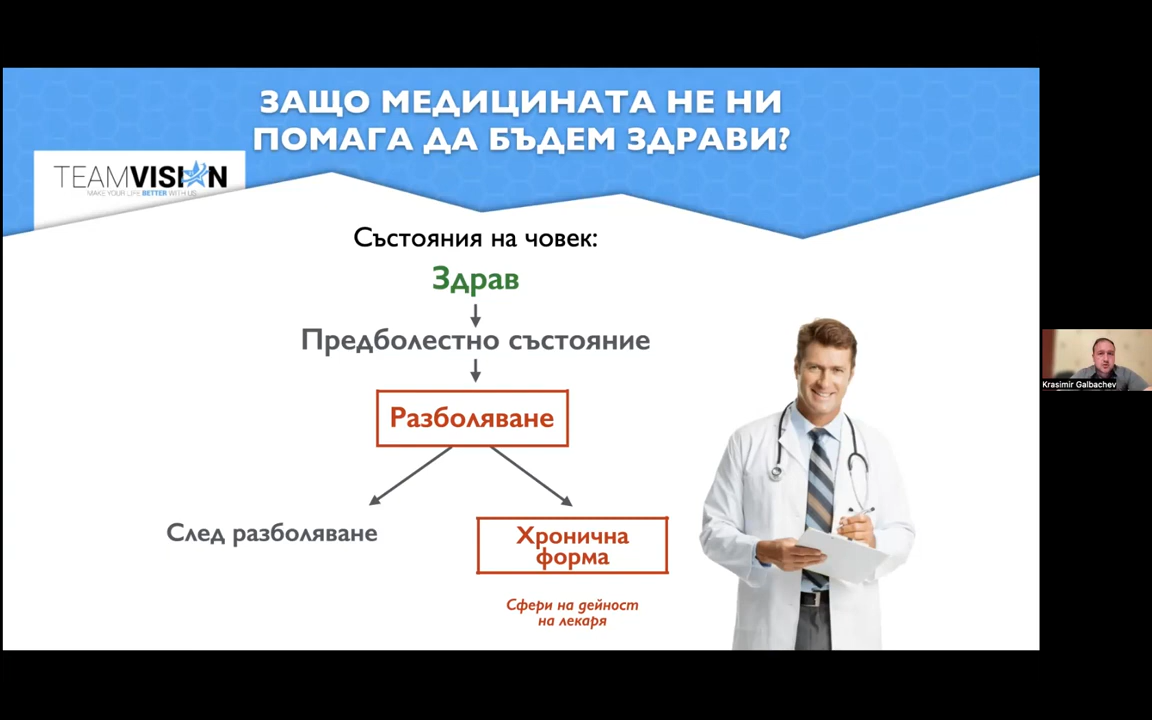 ЗАЩО МЕДИЦИНАТА НЕ НИ
ПОМАГА ДА БЪДЕМ ЗДРАВИ?
TEAMVISION
MAKE YOUR LIFE BETTER WITH US
Състояния на човек:
Здрав
Предболестно състояние
Разболяване
След разболяване
Хронична
форма
Сфери на дейност
на лекаря
Krasimir Galbachev